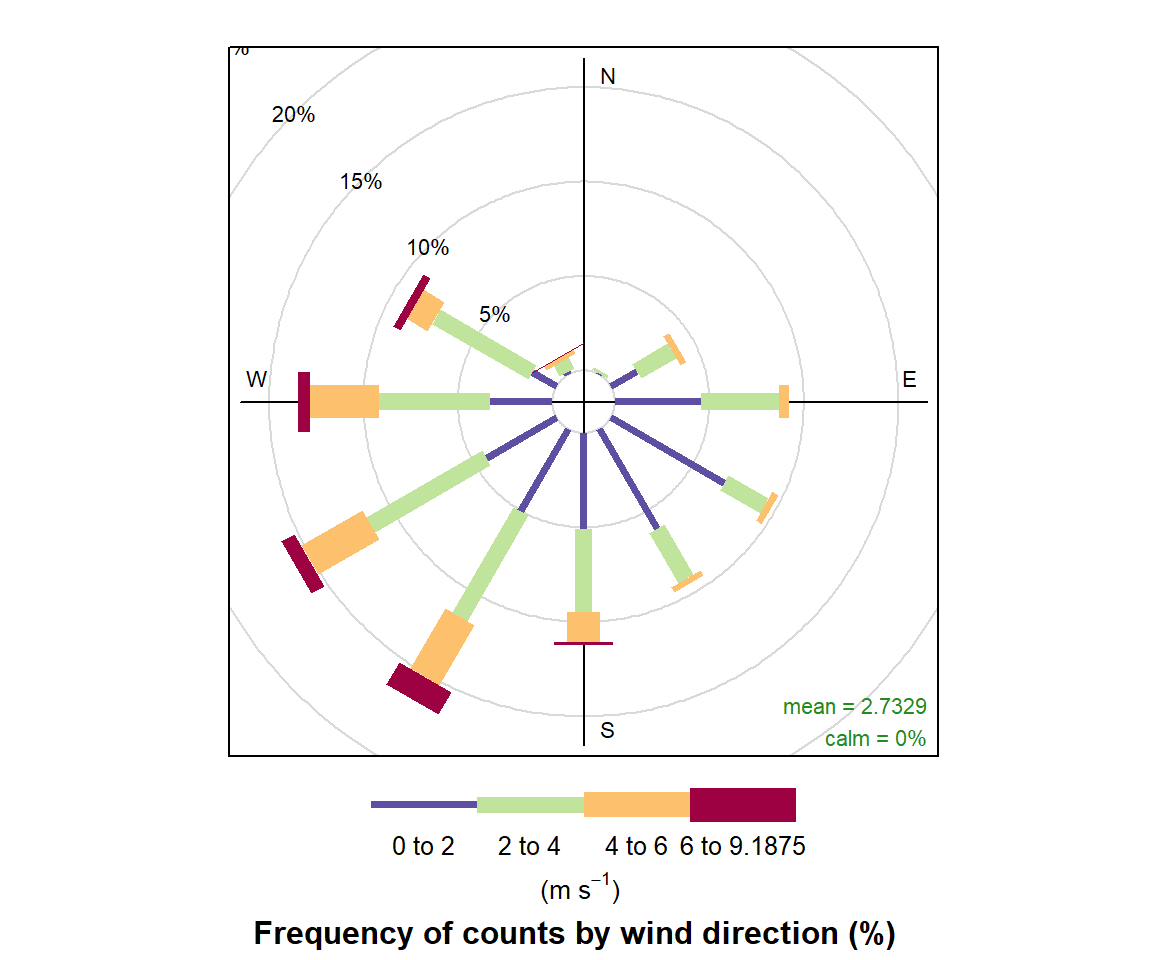 %
N
20%
15%
10%
5%
W
E
S
mean = 2.7329
calm = 0%
0 to 2 2 to 4 4 to 6 6 to 9.1875
(m s⁻¹)
Frequency of counts by wind direction (%)